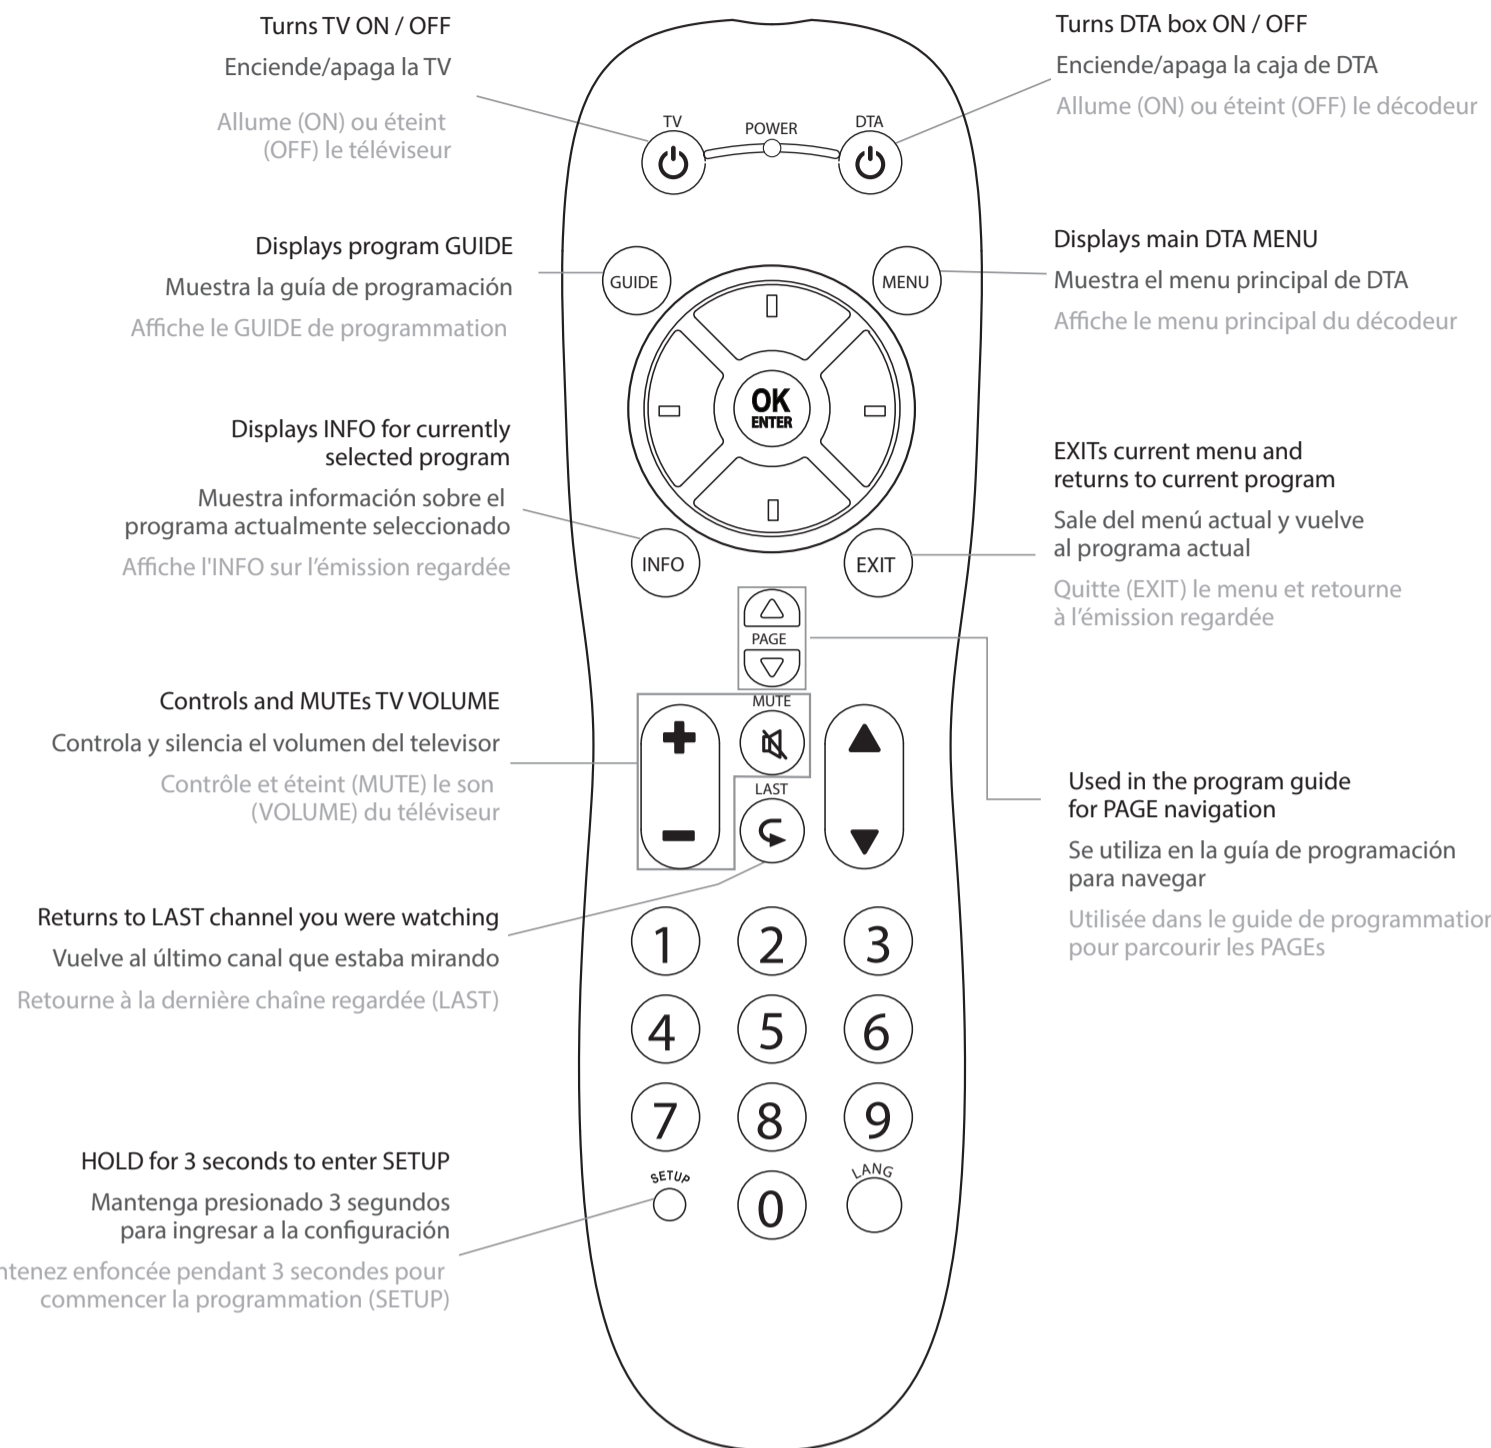 Turns TV ON / OFF
Enciende/apaga la TV
Allume (ON) ou éteint
(OFF) le téléviseur
Turns DTA box ON / OFF
Enciende/apaga la caja de DTA
Allume (ON) ou éteint (OFF) le décodeur
TV
POWER
DTA
Displays program GUIDE
Muestra la guía de programación
Affiche le GUIDE de programmation
GUIDE
MENU
Displays main DTA MENU
Muestra el menu principal de DTA
Affiche le menu principal du décodeur
OK
ENTER
Displays INFO for currently
selected program
Muestra información sobre el
programa actualmente seleccionado
Affiche l'INFO sur l’émission regardée
INFO
EXIT
EXITs current menu and
returns to current program
Sale del menú actual y vuelve
al programa actual
Quitte (EXIT) le menu et retourne
à l’émission regardée
PAGE
Controls and MUTEs TV VOLUME
Controla y silencia el volumen del televisor
Contrôle et éteint (MUTE) le son
(VOLUME) du téléviseur
MUTE
LAST
Used in the program guide
for PAGE navigation
Se utiliza en la guía de programación
para navegar
Utilisée dans le guide de
pour parcourir les PAGEs
Returns to LAST channel you were watching
Vuelve al último canal que estaba mirando
Retourne à la dernière chaîne regardée (LAST)
1 2 3
4 5 6
7 8 9
SETUP
0
LANG
HOLD for 3 seconds to enter SETUP
Mantenga presionado 3 segundos
para ingresar a la configuración
enfoncée pendant 3 secondes pour
commencer la programmation (SETUP)